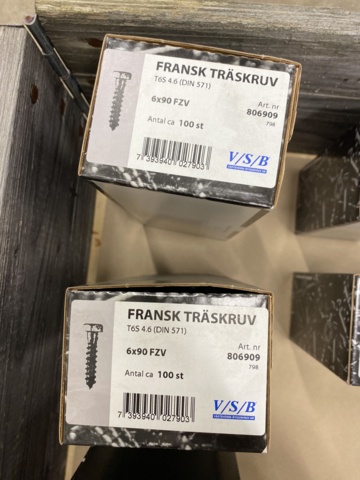 FRANSK TRÄSKRUV
T6S 4.6 (DIN 571)
6x90 FZV
Art. nr
806909
798
Antal ca 100 st
7 393940 027903
V/S/B
FRANSK TRÄSKRUV
T6S 4.6 (DIN 571)
6x90 FZV
Art. nr
806909
798
Antal ca 100 st
7 393940 027903
V/S/B